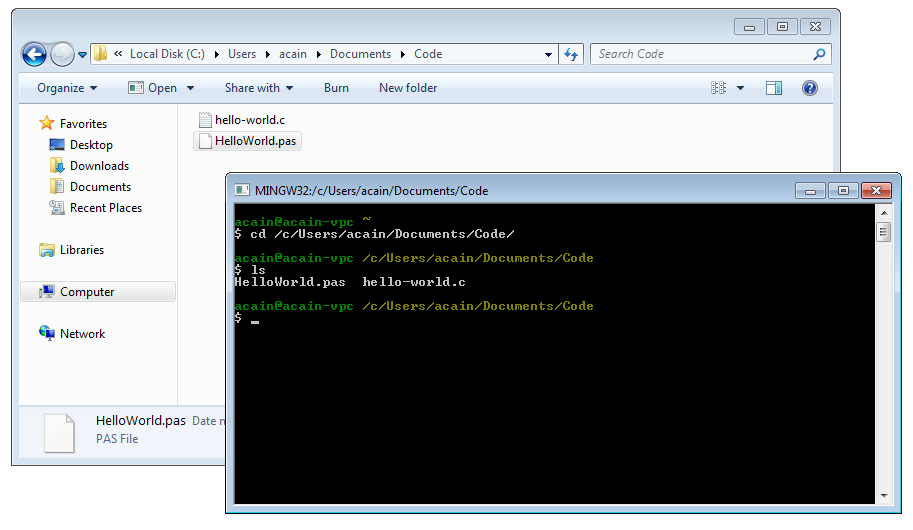 « Local Disk (C:) Users acain Documents Code
Search Code
Organize Open Share with Burn New folder
Favorites
Desktop
Downloads
Documents
Recent Places
Libraries
Computer
Network
hello-world.c
HelloWorld.pas
HelloWorld.pas Date n
PAS File
MINGW32:/c/Users/acain/Documents/Code
acain@acain-vpc ~
$ cd /c/Users/acain/Documents/Code/
acain@acain-vpc /c/Users/acain/Documents/Code
$ ls
HelloWorld.pas hello-world.c
acain@acain-vpc /c/Users/acain/Documents/Code
$ _